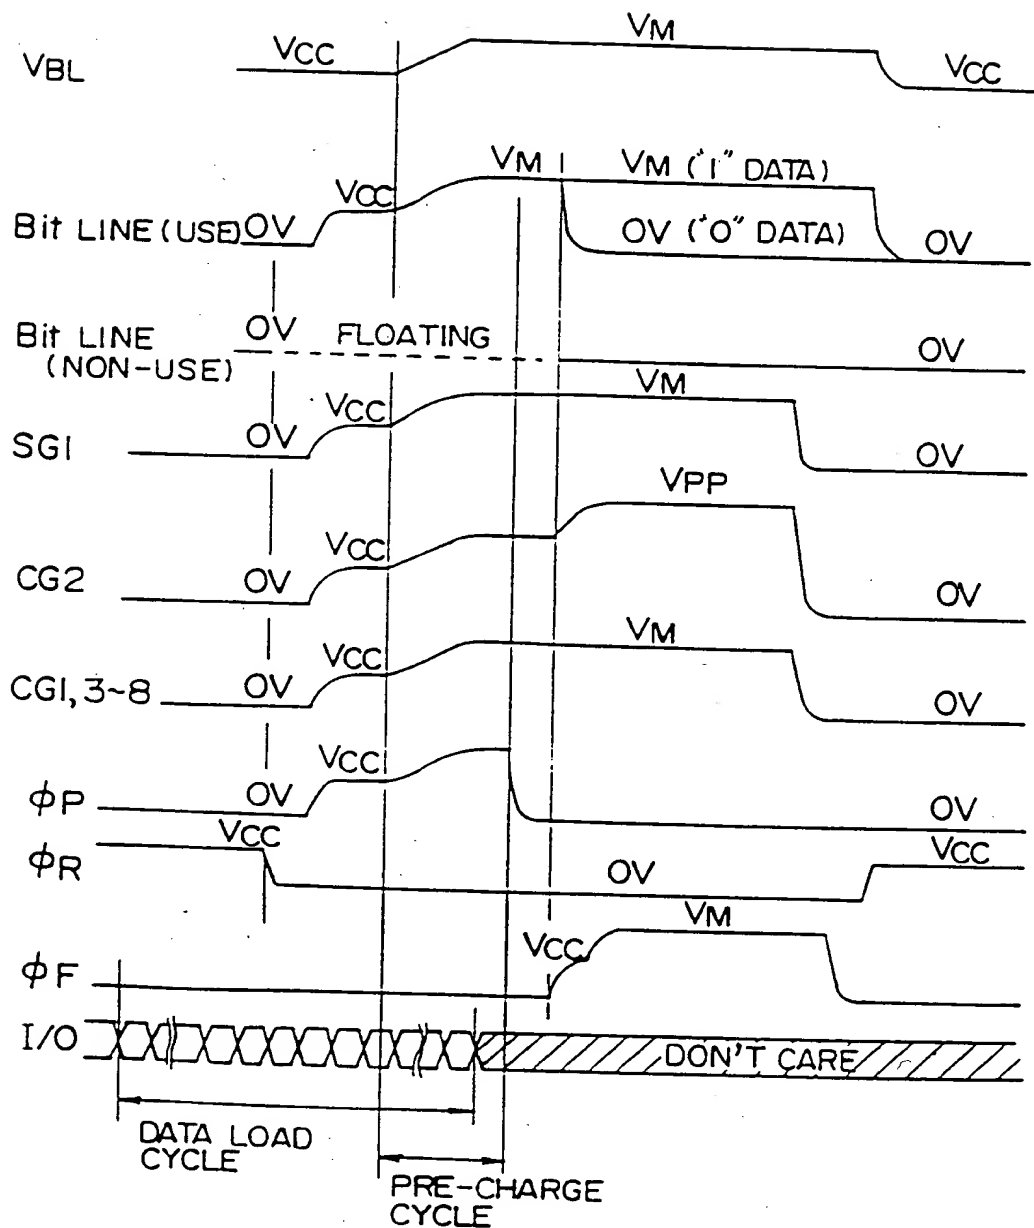 VBL VCC VM VCC
Bit LINE (USE) OV VCC VM VM ("1" DATA)
OV ("0" DATA) OV
Bit LINE
(NON-USE) OV FLOATING OV
SG1 OV VCC VM OV
CG2 OV VCC VPP OV
CG1, 3~8 OV VCC VM OV
ϕP OV VCC OV
ϕR VCC OV VCC
ϕF VCC VM
I/O DON'T CARE
DATA LOAD
CYCLE
PRE-CHARGE
CYCLE